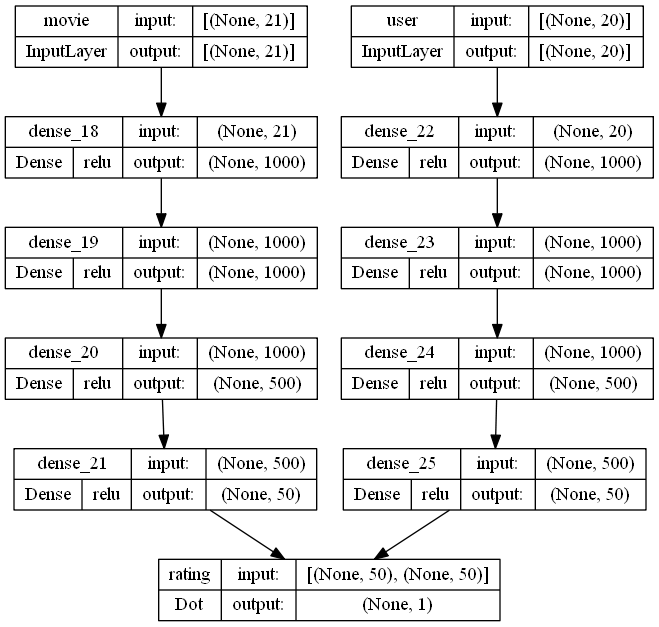 movie input: [(None, 21)]
InputLayer output: [(None, 21)]
user input: [(None, 20)]
InputLayer output: [(None, 20)]
dense_18 input: (None, 21)
Dense relu output: (None, 1000)
dense_22 input: (None, 20)
Dense relu output: (None, 1000)
dense_19 input: (None, 1000)
Dense relu output: (None, 1000)
dense_23 input: (None, 1000)
Dense relu output: (None, 1000)
dense_20 input: (None, 1000)
Dense relu output: (None, 500)
dense_24 input: (None, 1000)
Dense relu output: (None, 500)
dense_21 input: (None, 500)
Dense relu output: (None, 50)
dense_25 input: (None, 500)
Dense relu output: (None, 50)
rating input: [(None, 50), (None, 50)]
Dot output: (None, 1)